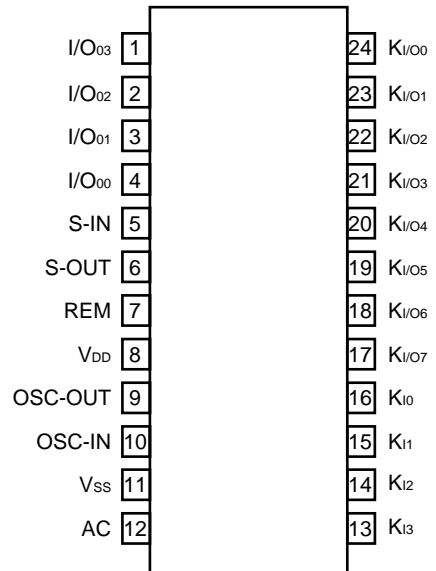 I/O03 1 24 KI/O0
I/O02 2 23 KI/O1
I/O01 3 22 KI/O2
I/O00 4 21 KI/O3
S-IN 5 20 KI/O4
S-OUT 6 19 KI/O5
REM 7 18 KI/O6
VDD 8 17 KI/O7
OSC-OUT 9 16 KI0
OSC-IN 10 15 KI1
VSS 11 14 KI2
AC 12 13 KI3